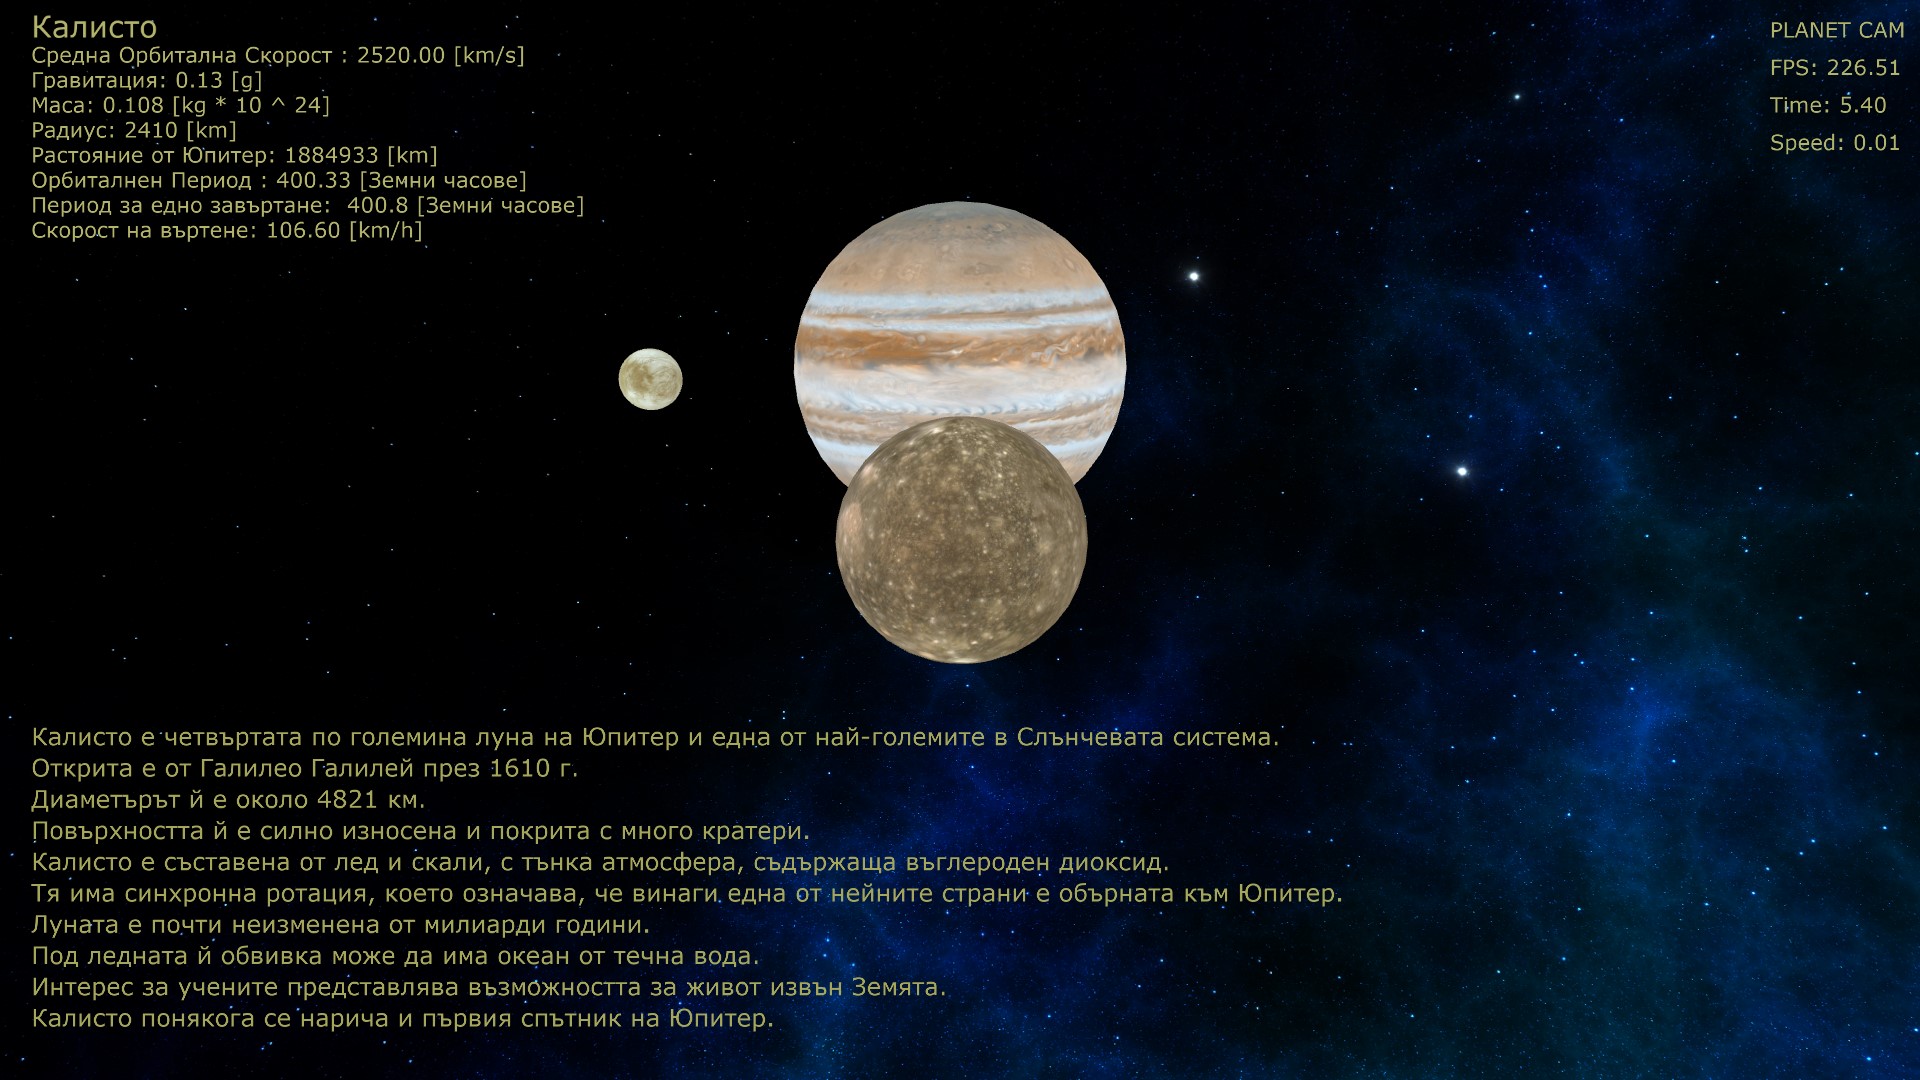 Калисто
Средна Орбитална Скорост : 2520.00 [km/s]
Гравитация: 0.13 [g]
Маса: 0.108 [kg * 10 ^ 24]
Радиус: 2410 [km]
Растояние от Юпитер: 1884933 [km]
Орбиталнен Период : 400.33 [Земни часове]
Период за едно завъртане:  400.8 [Земни часове]
Скорост на въртене: 106.60 [km/h]
PLANET CAM
FPS: 226.51
Time: 5.40
Speed: 0.01
Калисто е четвъртата по големина луна на Юпитер и една от най-големите в Слънчевата система.
Открита е от Галилео Галилей през 1610 г.
Диаметърът й е около 4821 км.
Повърхността й е силно износена и покрита с много кратери.
Калисто е съставена от лед и скали, с тънка атмосфера, съдържаща въглероден диоксид.
Тя има синхронна ротация, което означава, че винаги една от нейните страни е обърната към Юпитер.
Луната е почти неизменена от милиарди години.
Под ледната й обвивка може да има океан от течна вода.
Интерес за учените представлява възможността за живот извън Земята.
Калисто понякога се нарича и първия спътник на Юпитер.